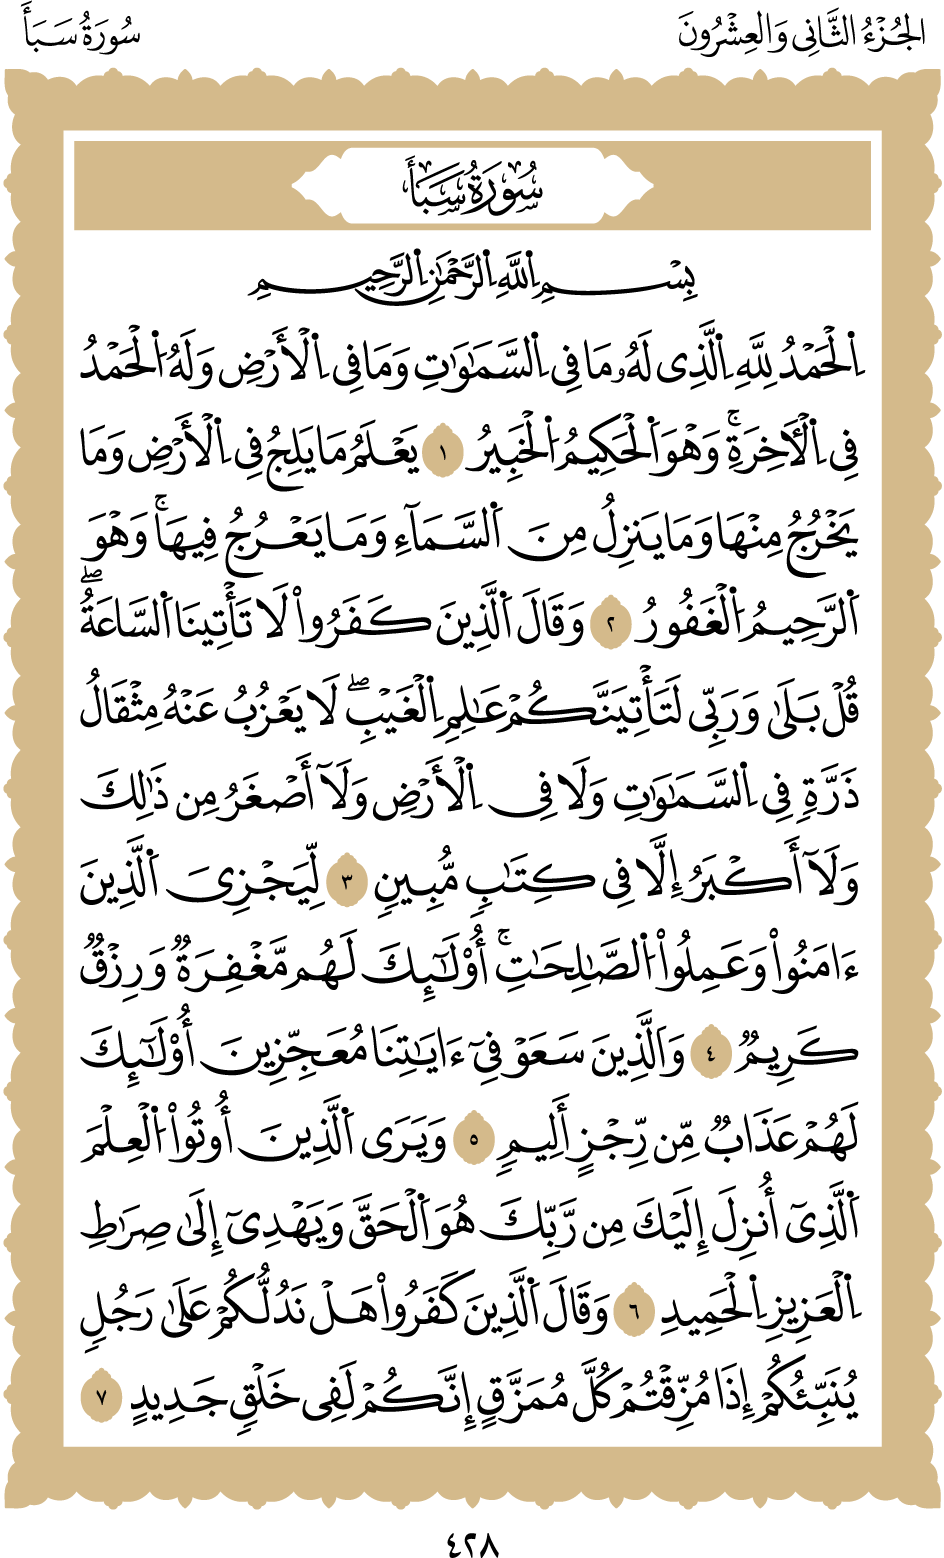 الجُزْءُ الثَّانِي وَالعِشْرُونَ
سُورَةُ سَبَأ
سُورَةُ سَبَأ
بِسْمِ ٱللَّهِ ٱلرَّحْمَٰنِ ٱلرَّحِيمِ
ٱلْحَمْدُ لِلَّهِ ٱلَّذِى لَهُۥ مَا فِى ٱلسَّمَٰوَٰتِ وَمَا فِى ٱلْأَرْضِ وَلَهُ ٱلْحَمْدُ
فِى ٱلْأٓخِرَةِۚ وَهْوَ ٱلْحَكِيمُ ٱلْخَبِيرُ ١ يَعْلَمُ مَا يَلِجُ فِى ٱلْأَرْضِ وَمَا
يَخْرُجُ مِنْهَا وَمَا يَنزِلُ مِنَ ٱلسَّمَآءِ وَمَا يَعْرُجُ فِيهَاۚ وَهْوَ
ٱلرَّحِيمُ ٱلْغَفُورُ ٢ وَقَالَ ٱلَّذِينَ كَفَرُوا۟ لَا تَأْتِينَا ٱلسَّاعَةُۖ
قُلْ بَلَىٰ وَرَبِّى لَتَأْتِيَنَّكُمْ عَٰلِمِ ٱلْغَيْبِۖ لَا يَعْزُبُ عَنْهُ مِثْقَالُ
ذَرَّةٍ فِى ٱلسَّمَٰوَٰتِ وَلَا فِى ٱلْأَرْضِ وَلَآ أَصْغَرُ مِن ذَٰلِكَ
وَلَآ أَكْبَرُ إِلَّا فِى كِتَٰبٍ مُّبِينٍ ٣ لِّيَجْزِىَ ٱلَّذِينَ
ءَامَنُوا۟ وَعَمِلُوا۟ ٱلصَّٰلِحَٰتِۚ أُو۟لَٰٓئِكَ لَهُم مَّغْفِرَةٌ وَرِزْقٌ
كَرِيمٌ ٤ وَٱلَّذِينَ سَعَوْ فِىٓ ءَايَٰتِنَا مُعَجِّزِينَ أُو۟لَٰٓئِكَ
لَهُمْ عَذَابٌ مِّن رِّجْزٍ أَلِيمٍ ٥ وَيَرَى ٱلَّذِينَ أُوتُوا۟ ٱلْعِلْمَ
ٱلَّذِىٓ أُنزِلَ إِلَيْكَ مِن رَّبِّكَ هُوَ ٱلْحَقَّ وَيَهْدِىٓ إِلَىٰ صِرَٰطِ
ٱلْعَزِيزِ ٱلْحَمِيدِ ٦ وَقَالَ ٱلَّذِينَ كَفَرُوا۟ هَلْ نَدُلُّكُمْ عَلَىٰ رَجُلٍ
يُنَبِّئُكُمْ إِذَا مُزِّقْتُمْ كُلَّ مُمَزَّقٍ إِنَّكُمْ لَفِى خَلْقٍ جَدِيدٍ ٧
٤٢٨